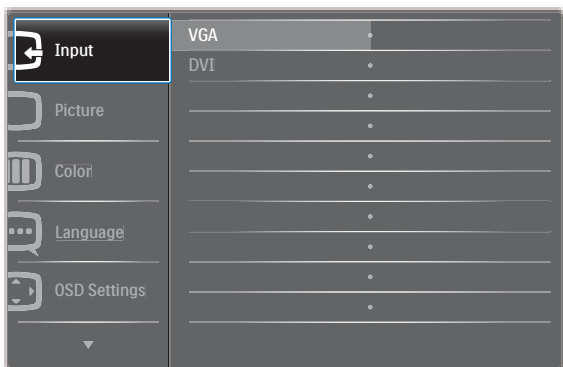 Input
Picture
Color
Language
OSD Settings
VGA
DVI